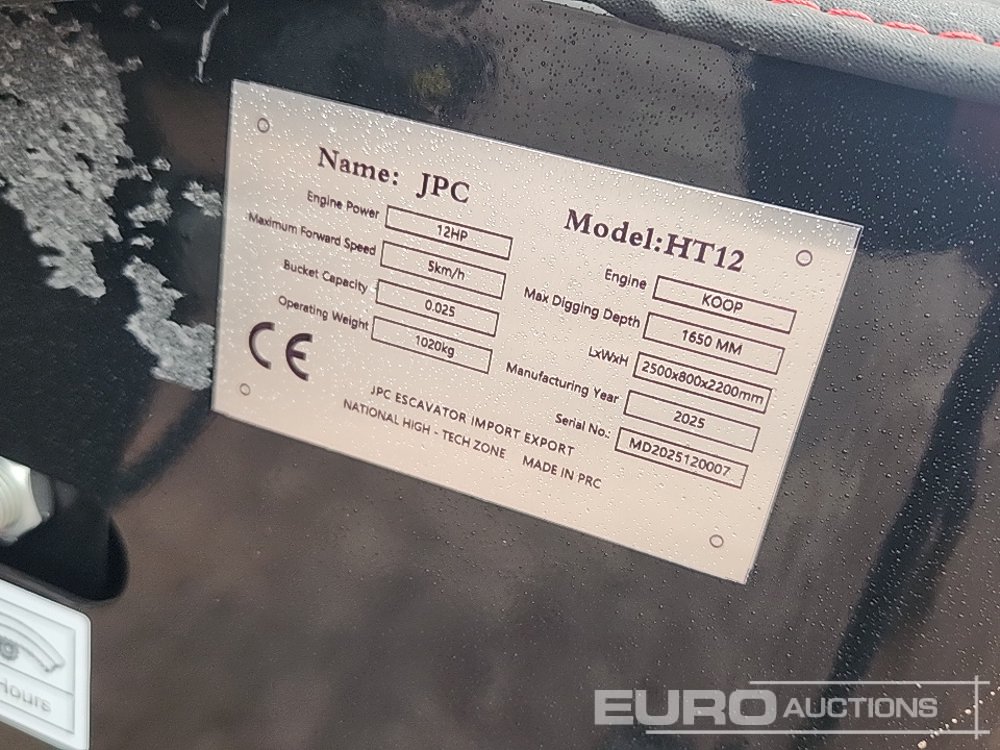 Name: JPC
Model:HT12
Engine Power 12HP
Maximum Forward Speed 5km/h
Bucket Capacity 0.025
Operating Weight 1020kg
Engine KOOP
Max Digging Depth 1650 MM
LxWxH 2500x800x2200mm
Manufacturing Year 2025
Serial No.: MD2025120007
CE
JPC ESCAVATOR IMPORT EXPORT
NATIONAL HIGH - TECH ZONE MADE IN PRC
Hours
EURO AUCTIONS